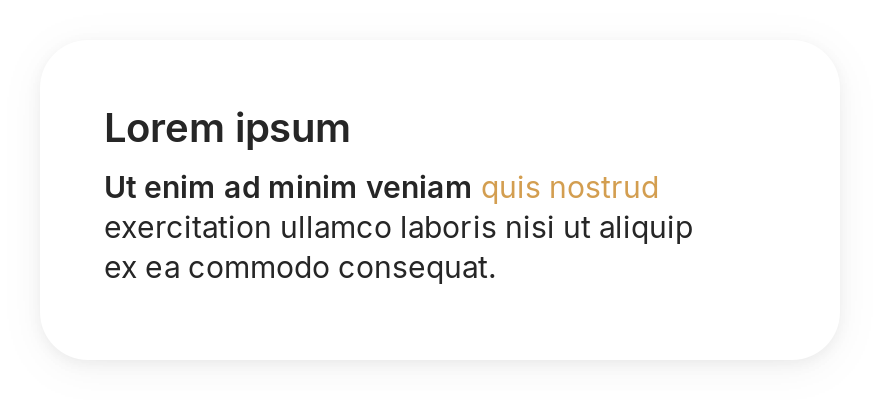 Lorem ipsum
Ut enim ad minim veniam quis nostrud
exercitation ullamco laboris nisi ut aliquip
ex ea commodo consequat.